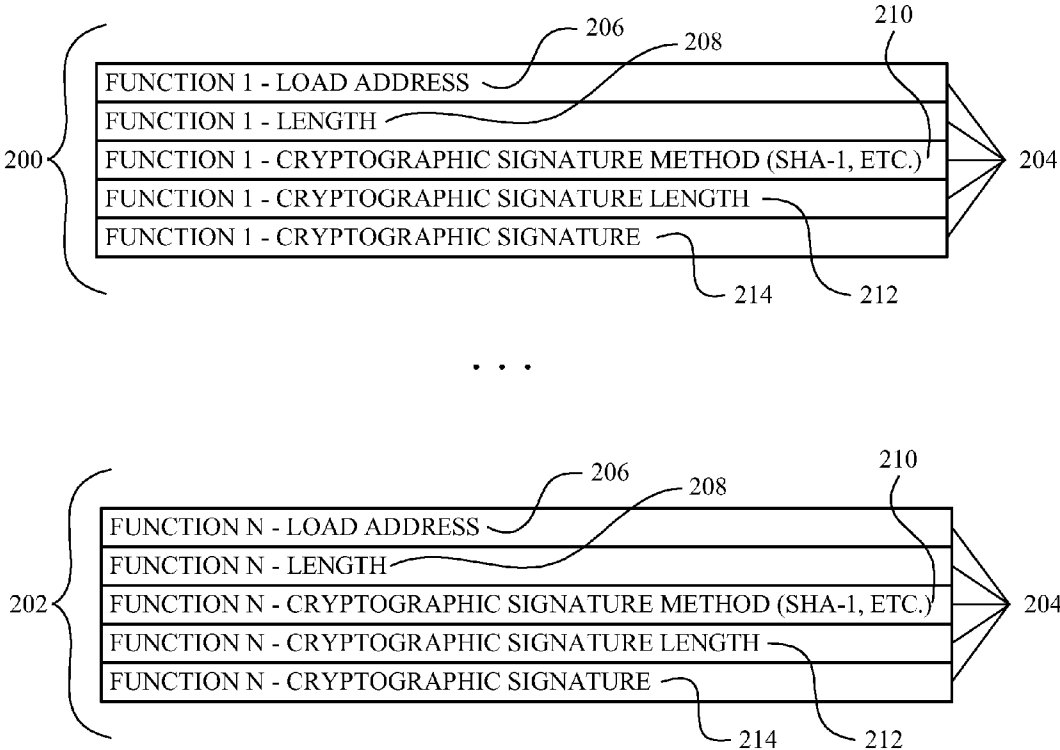 210
206
208
FUNCTION 1 - LOAD ADDRESS
FUNCTION 1 - LENGTH
200
FUNCTION 1 - CRYPTOGRAPHIC SIGNATURE METHOD (SHA-1, ETC.)
204
FUNCTION 1 - CRYPTOGRAPHIC SIGNATURE LENGTH
FUNCTION 1 - CRYPTOGRAPHIC SIGNATURE
214
212
. . .
210
206
208
FUNCTION N - LOAD ADDRESS
FUNCTION N - LENGTH
202
FUNCTION N - CRYPTOGRAPHIC SIGNATURE METHOD (SHA-1, ETC.)
204
FUNCTION N - CRYPTOGRAPHIC SIGNATURE LENGTH
FUNCTION N - CRYPTOGRAPHIC SIGNATURE
214
212